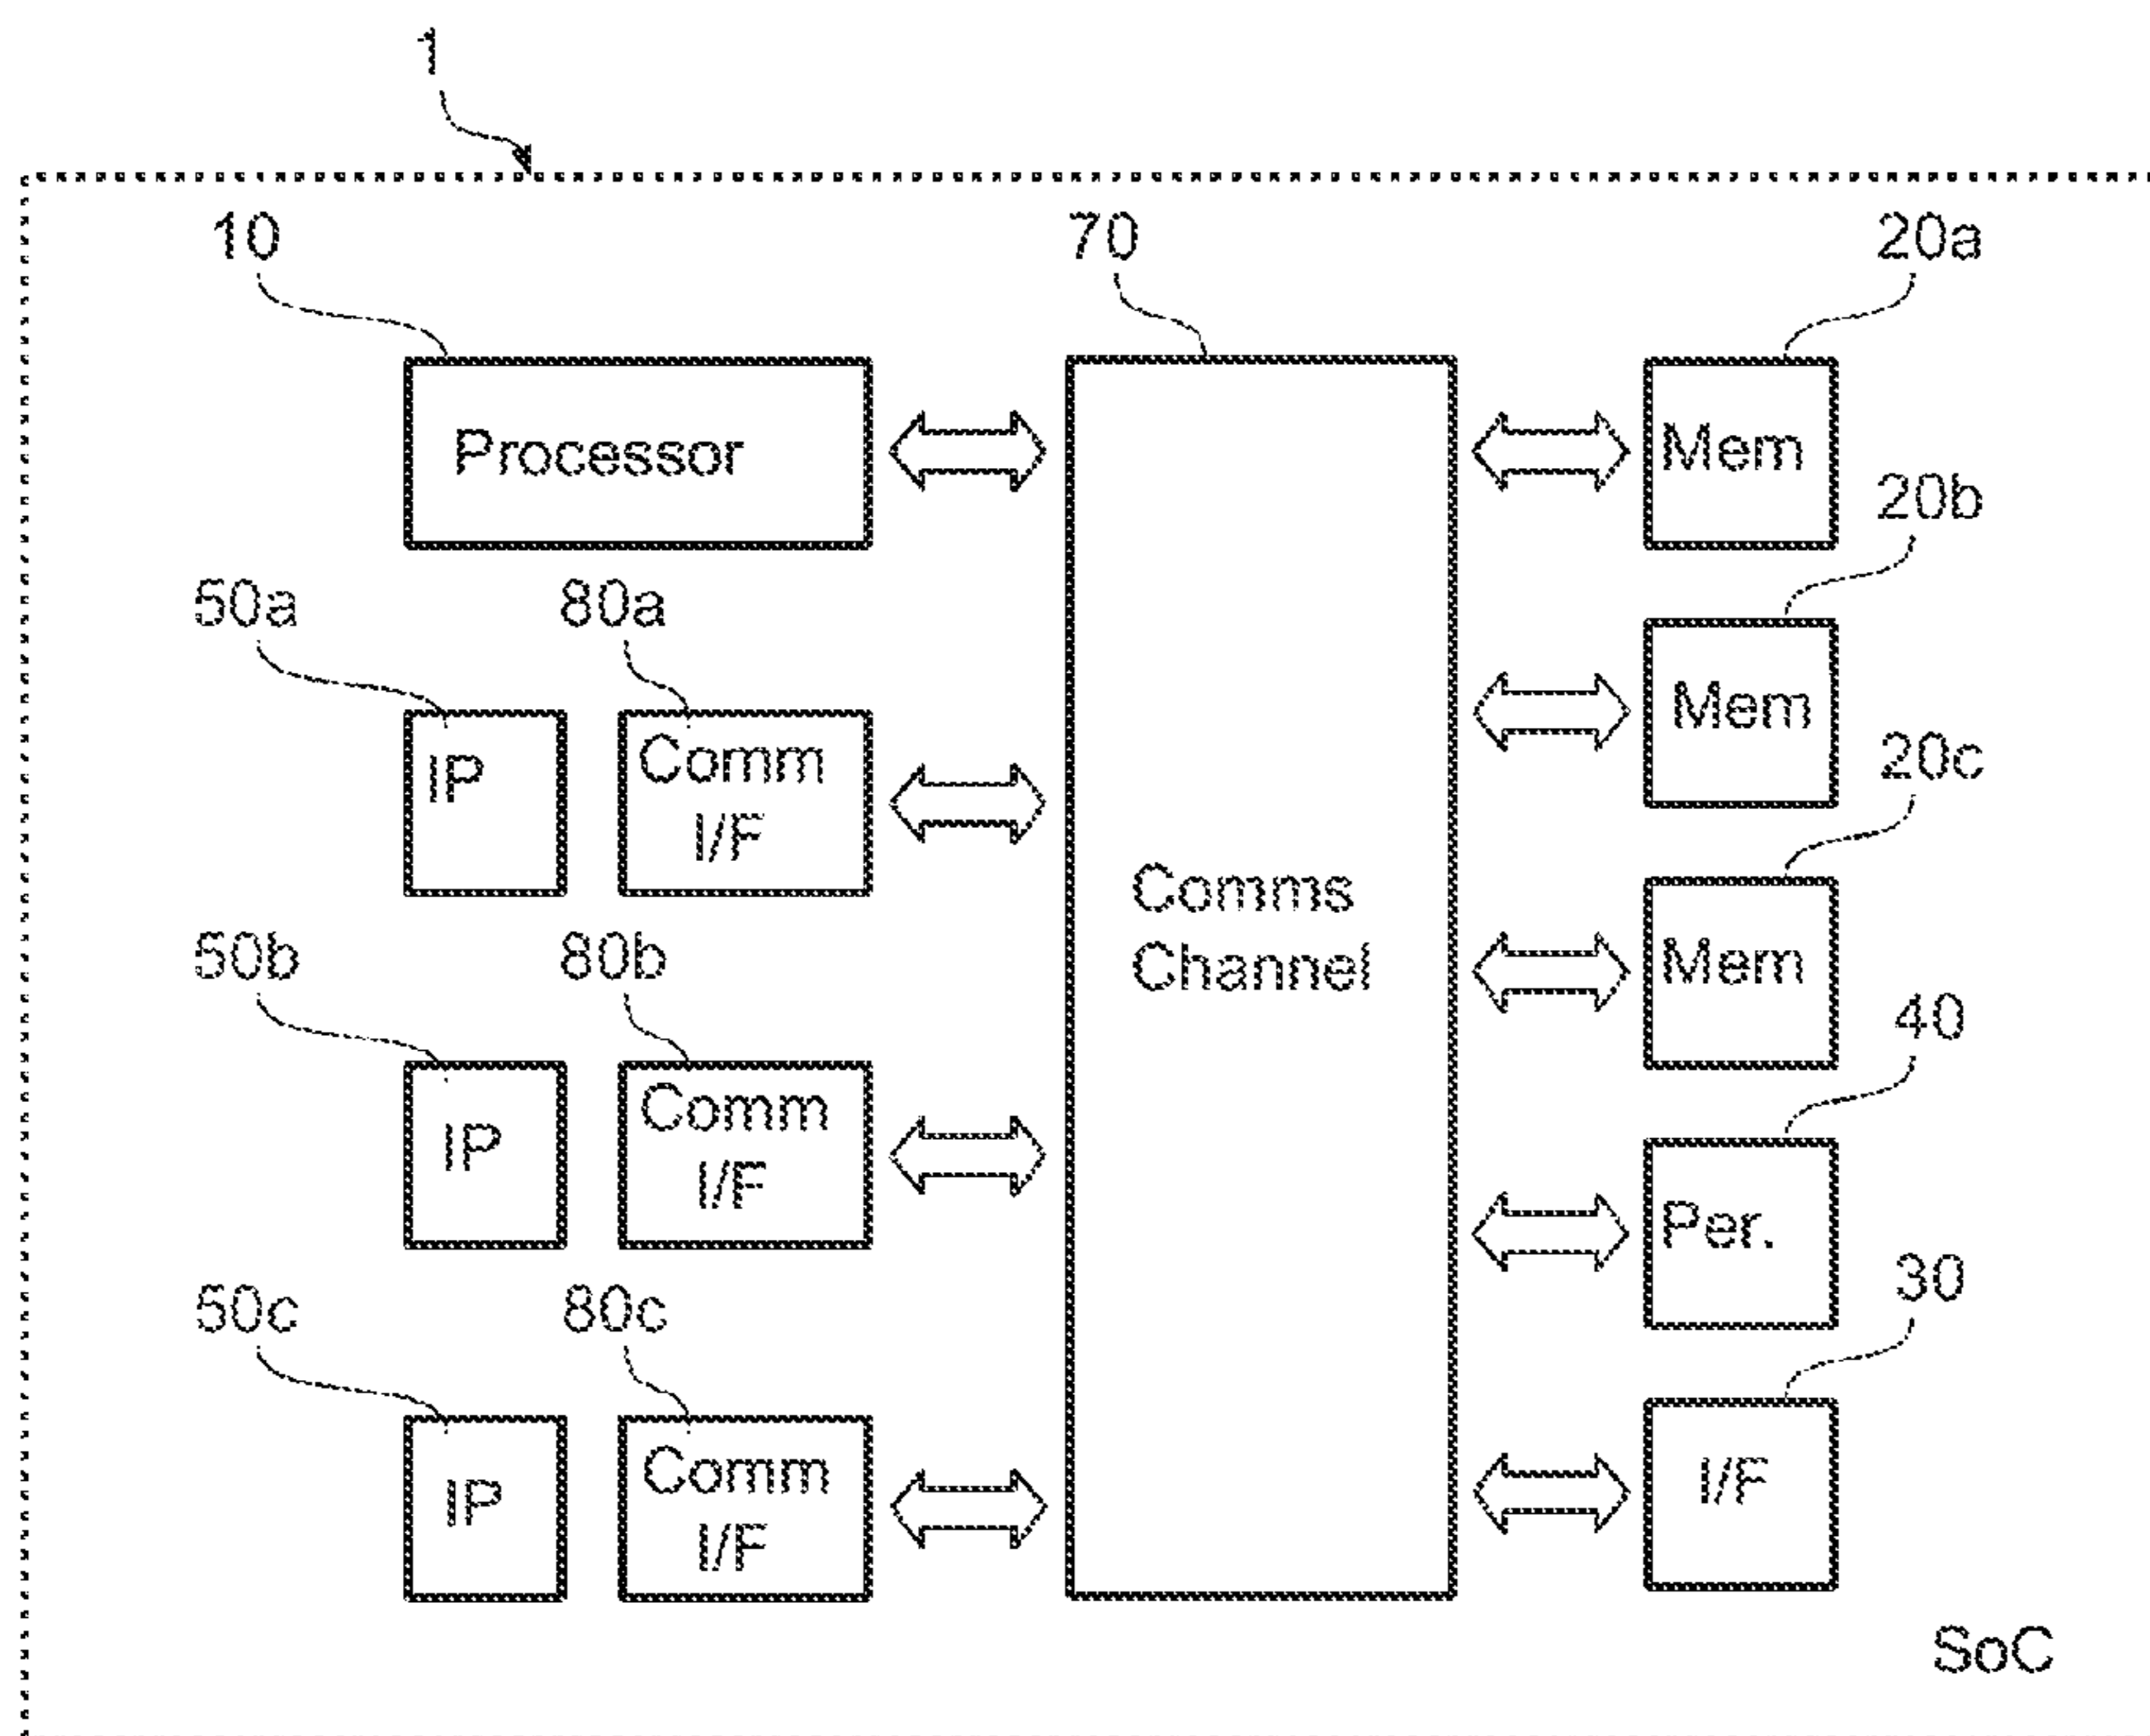 1
10
70
20a
Processor
Mem
20b
50a
80a
Mem
IP
Comm
I/F
20c
Comms
Channel
50b
80b
Mem
40
IP
Comm
I/F
Per.
50c
80c
30
IP
Comm
I/F
I/F
SoC